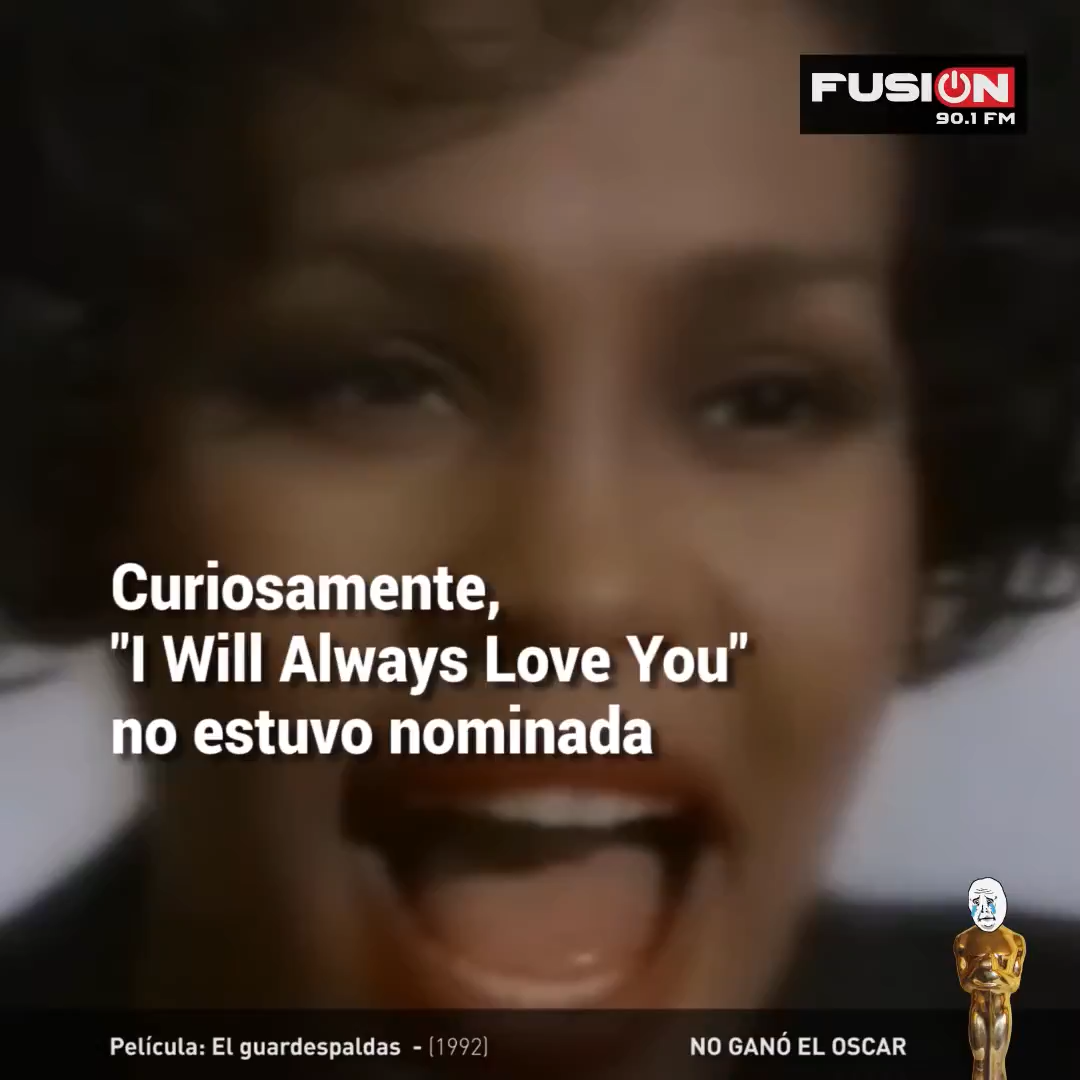 FUSION
90.1 FM
Curiosamente,
"I Will Always Love You"
no estuvo nominada
Película: El guardespaldas - (1992)
NO GANÓ EL OSCAR